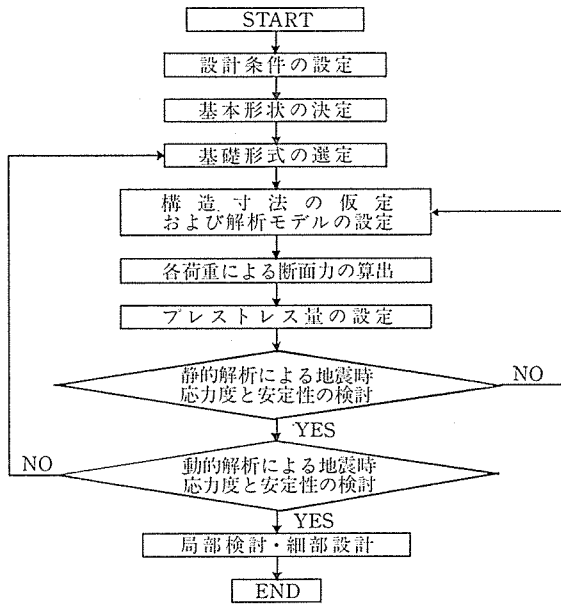 START
設計条件の設定
基本形状の決定
基礎形式の選定
構造寸法の仮定
および解析モデルの設定
各荷重による断面力の算出
プレストレス量の設定
静的解析による地震時
応力度と安定性の検討
NO
YES
動的解析による地震時
応力度と安定性の検討
NO
YES
局部検討・細部設計
END